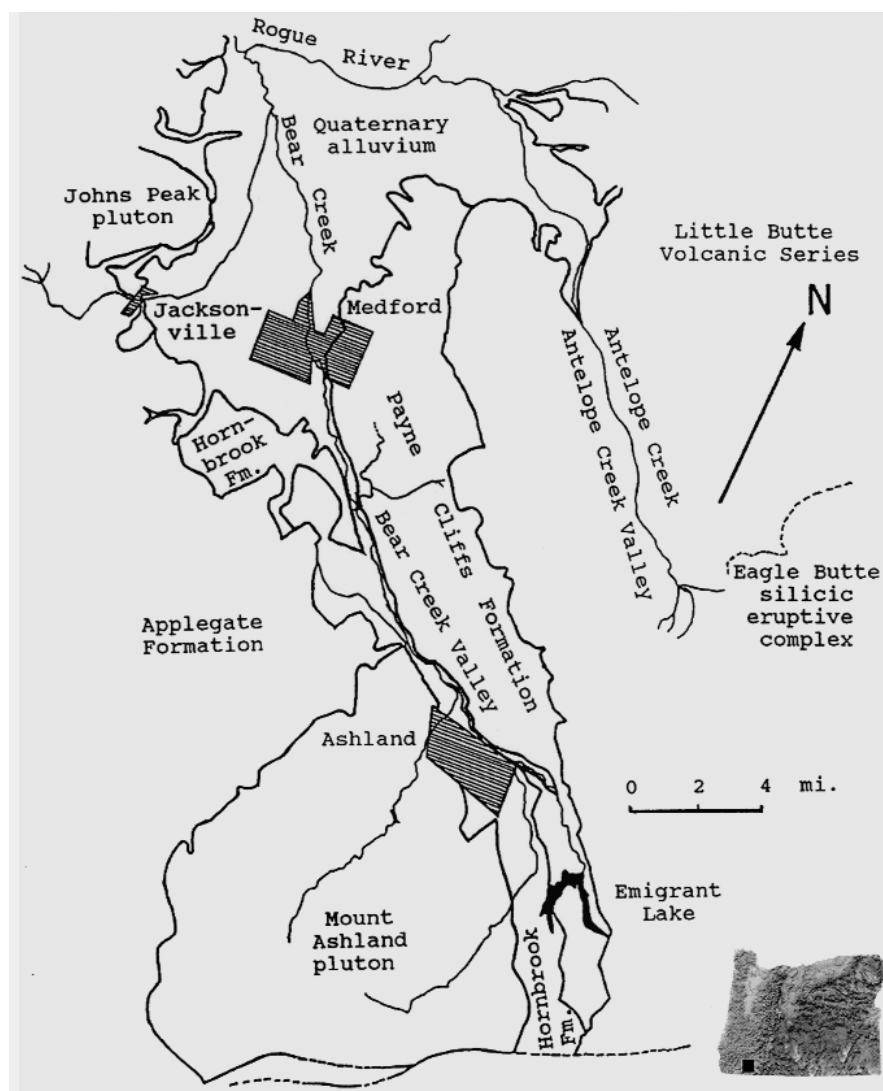 Rogue
River
Bear
Creek
Quaternary
alluvium
Johns Peak
pluton
Little Butte
Volcanic Series
N
Jackson-
ville
Medford
Antelope Creek
Antelope Creek Valley
Payne
Cliffs
Formation
Horn-
brook
Fm.
Bear Creek Valley
Eagle Butte
silicic
eruptive
complex
Applegate
Formation
Ashland
0 2 4 mi.
Emigrant
Lake
Mount
Ashland
pluton
Hornbrook
Fm.